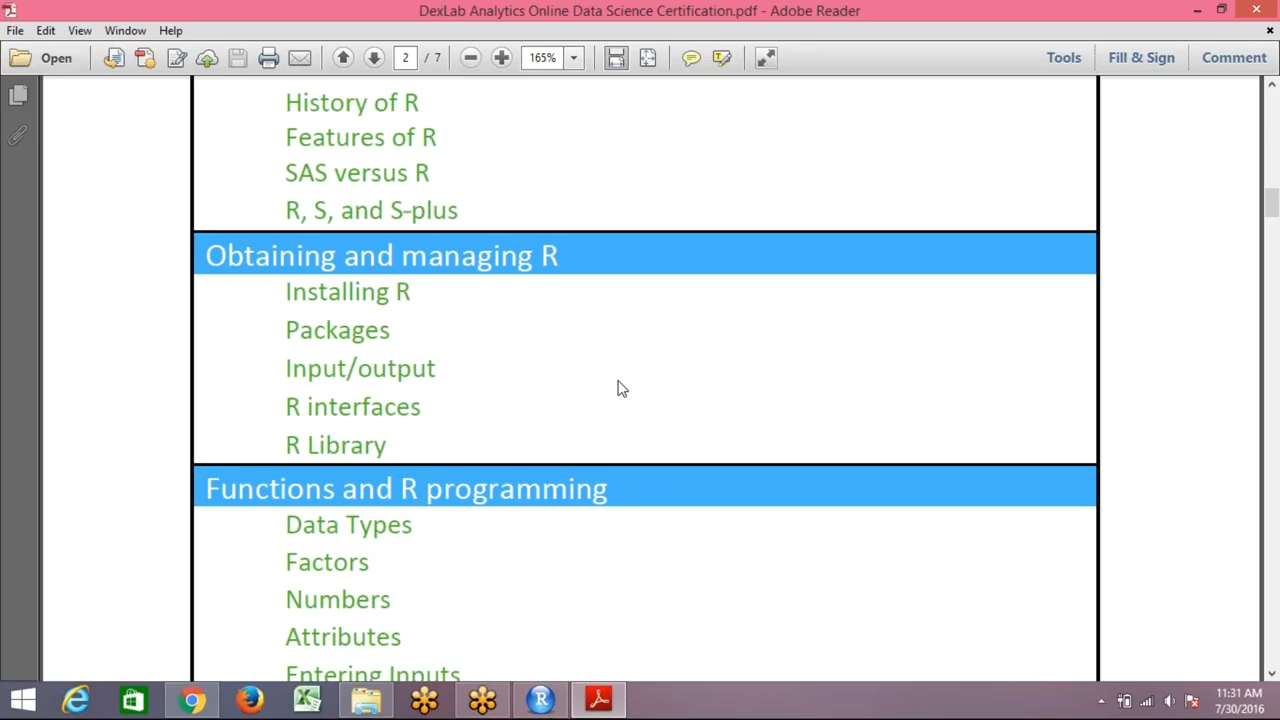 DexLab Analytics Online Data Science Certification.pdf - Adobe Reader
File Edit View Window Help
Open 2 / 7 165% Tools Fill & Sign Comment
History of R
Features of R
SAS versus R
R, S, and S-plus
Obtaining and managing R
Installing R
Packages
Input/output
R interfaces
R Library
Functions and R programming
Data Types
Factors
Numbers
Attributes
Entering Inputs
11:31 AM
7/30/2016